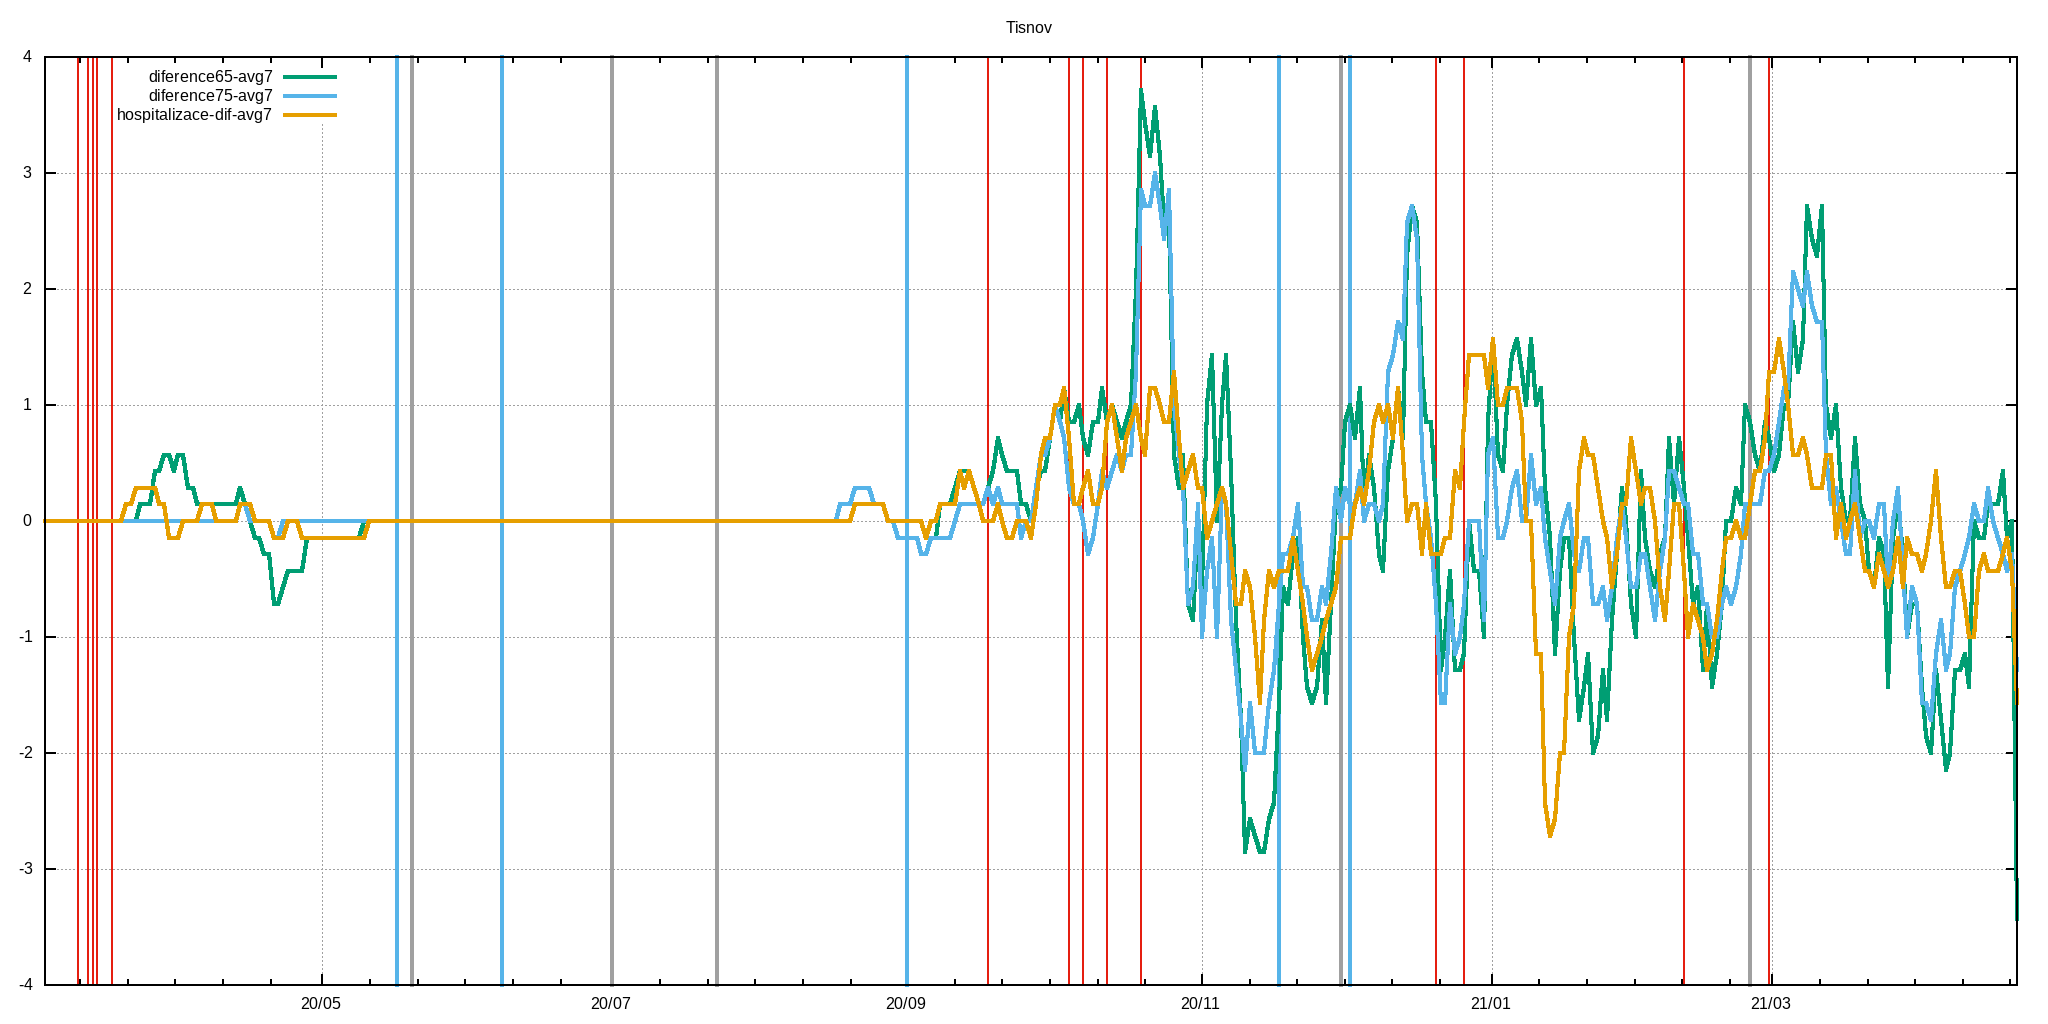 Tisnov
4
diference65-avg7
diference75-avg7
hospitalizace-dif-avg7
3
2
1
0
-1
-2
-3
-4
20/05 20/07 20/09 20/11 21/01 21/03